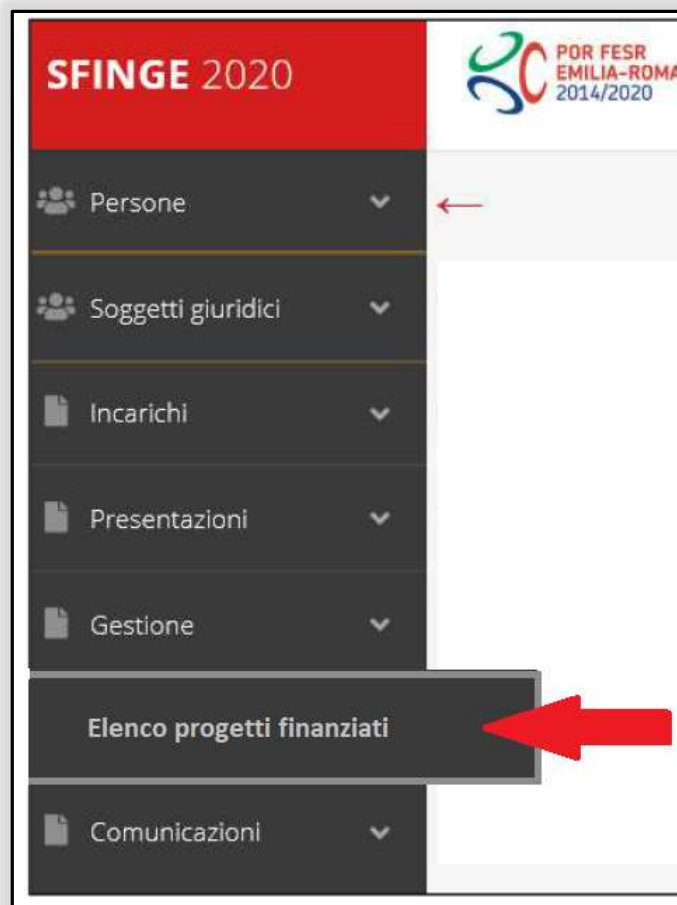 SFINGE 2020
POR FESR
EMILIA-ROMA
2014/2020
Persone
Soggetti giuridici
Incarichi
Presentazioni
Gestione
Elenco progetti finanziati
Comunicazioni